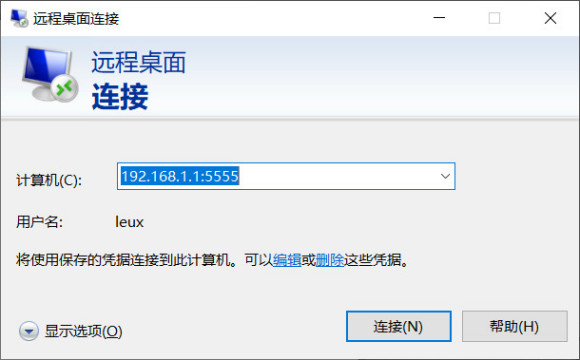 远程桌面连接
远程桌面
连接
计算机(C):
192.168.1.1:5555
用户名:
leux
将使用保存的凭据连接到此计算机。可以编辑或删除这些凭据。
显示选项(O)
连接(N)
帮助(H)